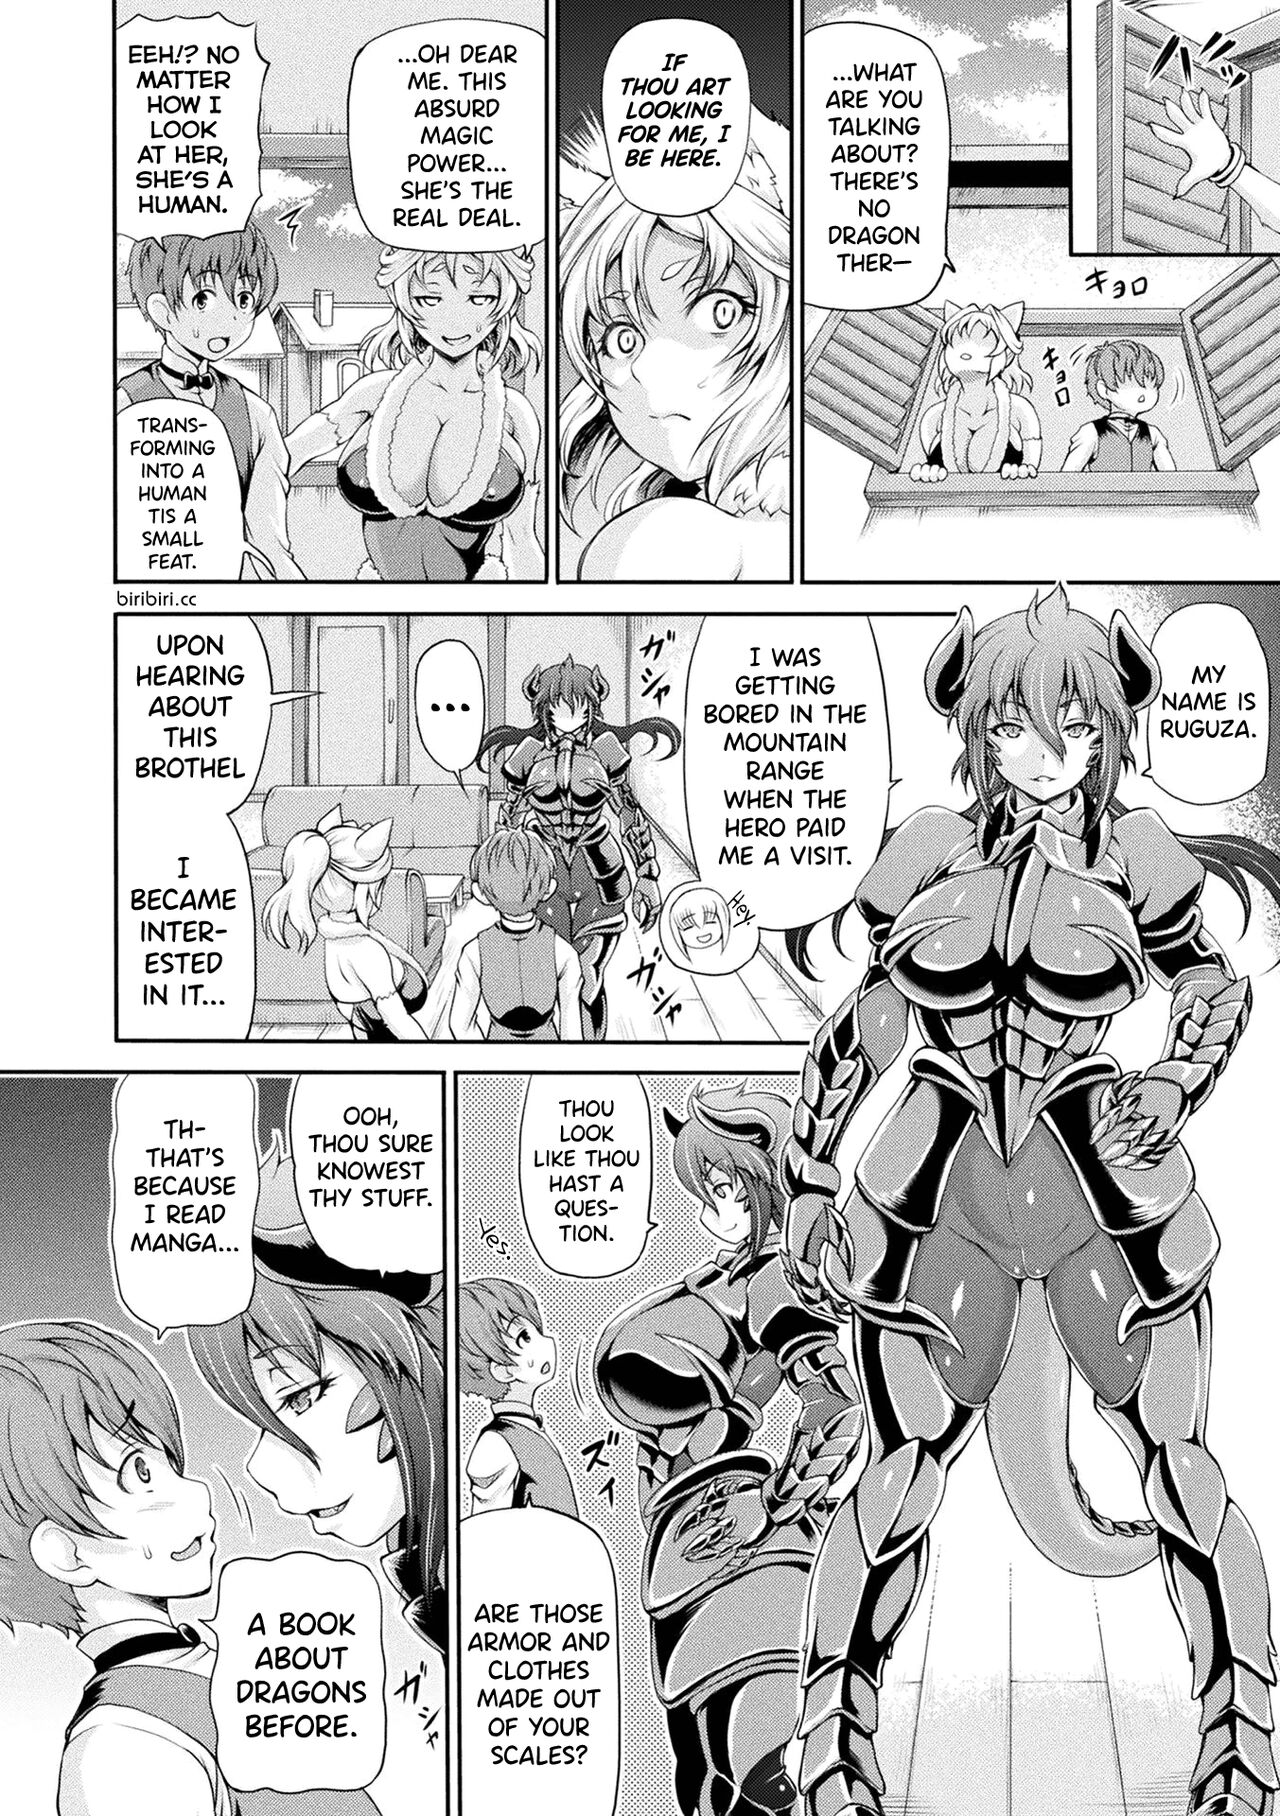 ...WHAT
ARE YOU
TALKING
ABOUT?
THERE'S
NO
DRAGON
THER—
キョロ
キョロ
IF
THOU ART
LOOKING
FOR ME, I
BE HERE.
...OH DEAR
ME. THIS
ABSURD
MAGIC
POWER...
SHE'S THE
REAL DEAL.
EEH!? NO
MATTER
HOW I
LOOK
AT HER,
SHE'S A
HUMAN.
TRANS-
FORMING
INTO A
HUMAN
TIS A
SMALL
FEAT.
biribiri.cc
MY
NAME IS
RUGUZA.
I WAS
GETTING
BORED IN THE
MOUNTAIN
RANGE
WHEN THE
HERO PAID
ME A VISIT.
Hey.
ガシャ
ガシャ
...
UPON
HEARING
ABOUT
THIS
BROTHEL
I
BECAME
INTER-
ESTED
IN IT...
THOU
LOOK
LIKE THOU
HAST A
QUES-
TION.
Yes.
ズイ
ARE THOSE
ARMOR AND
CLOTHES
MADE OUT
OF YOUR
SCALES?
OOH,
THOU SURE
KNOWEST
THY STUFF.
TH-
THAT'S
BECAUSE
I READ
MANGA...
A BOOK
ABOUT
DRAGONS
BEFORE.